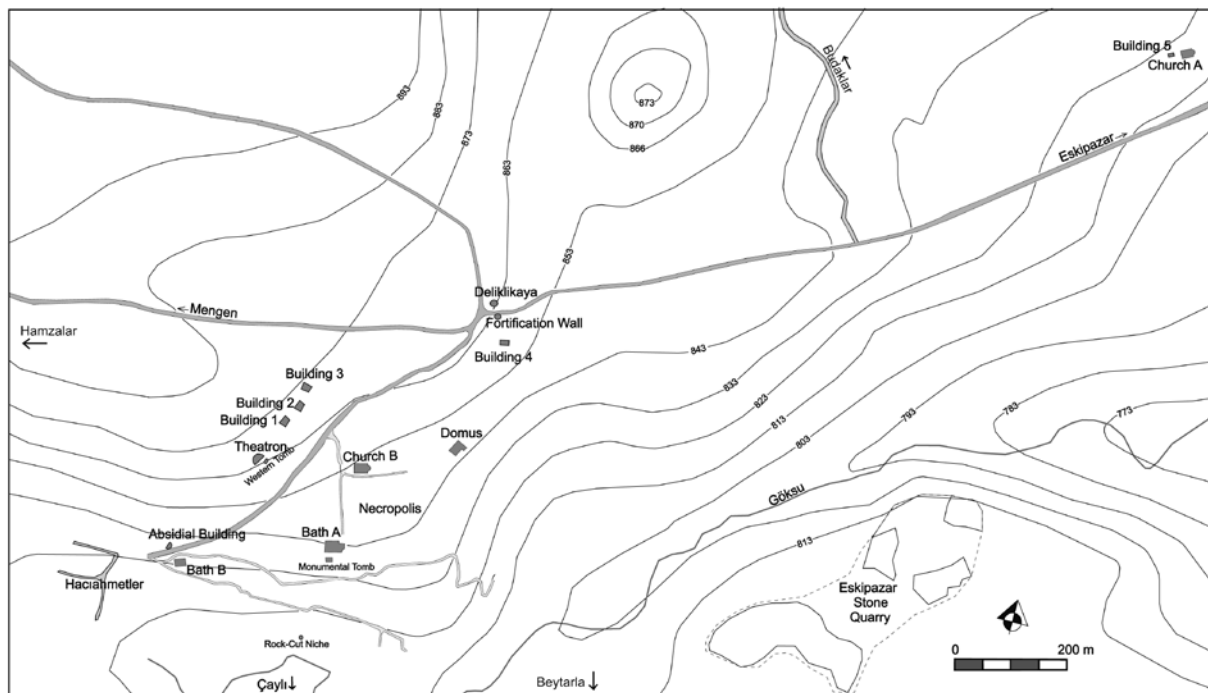 Building 5
Church A
Budaklar
←
Eskipazar →
893
883
873
863
853
873
870
866
← Mengen
Hamzalar
←
Deliklikaya
Fortification Wall
Building 4
843
833
823
813
803
793
783
773
Building 3
Building 2
Building 1
Theatron
Western Tomb
Domus
Church B
Necropolis
Göksu
Absidial Building
Bath A
Monumental Tomb
Bath B
Hacıahmetler
813
Eskipazar
Stone
Quarry
Rock-Cut Niche
Çaylı ↓
Beytarla ↓
0 200 m